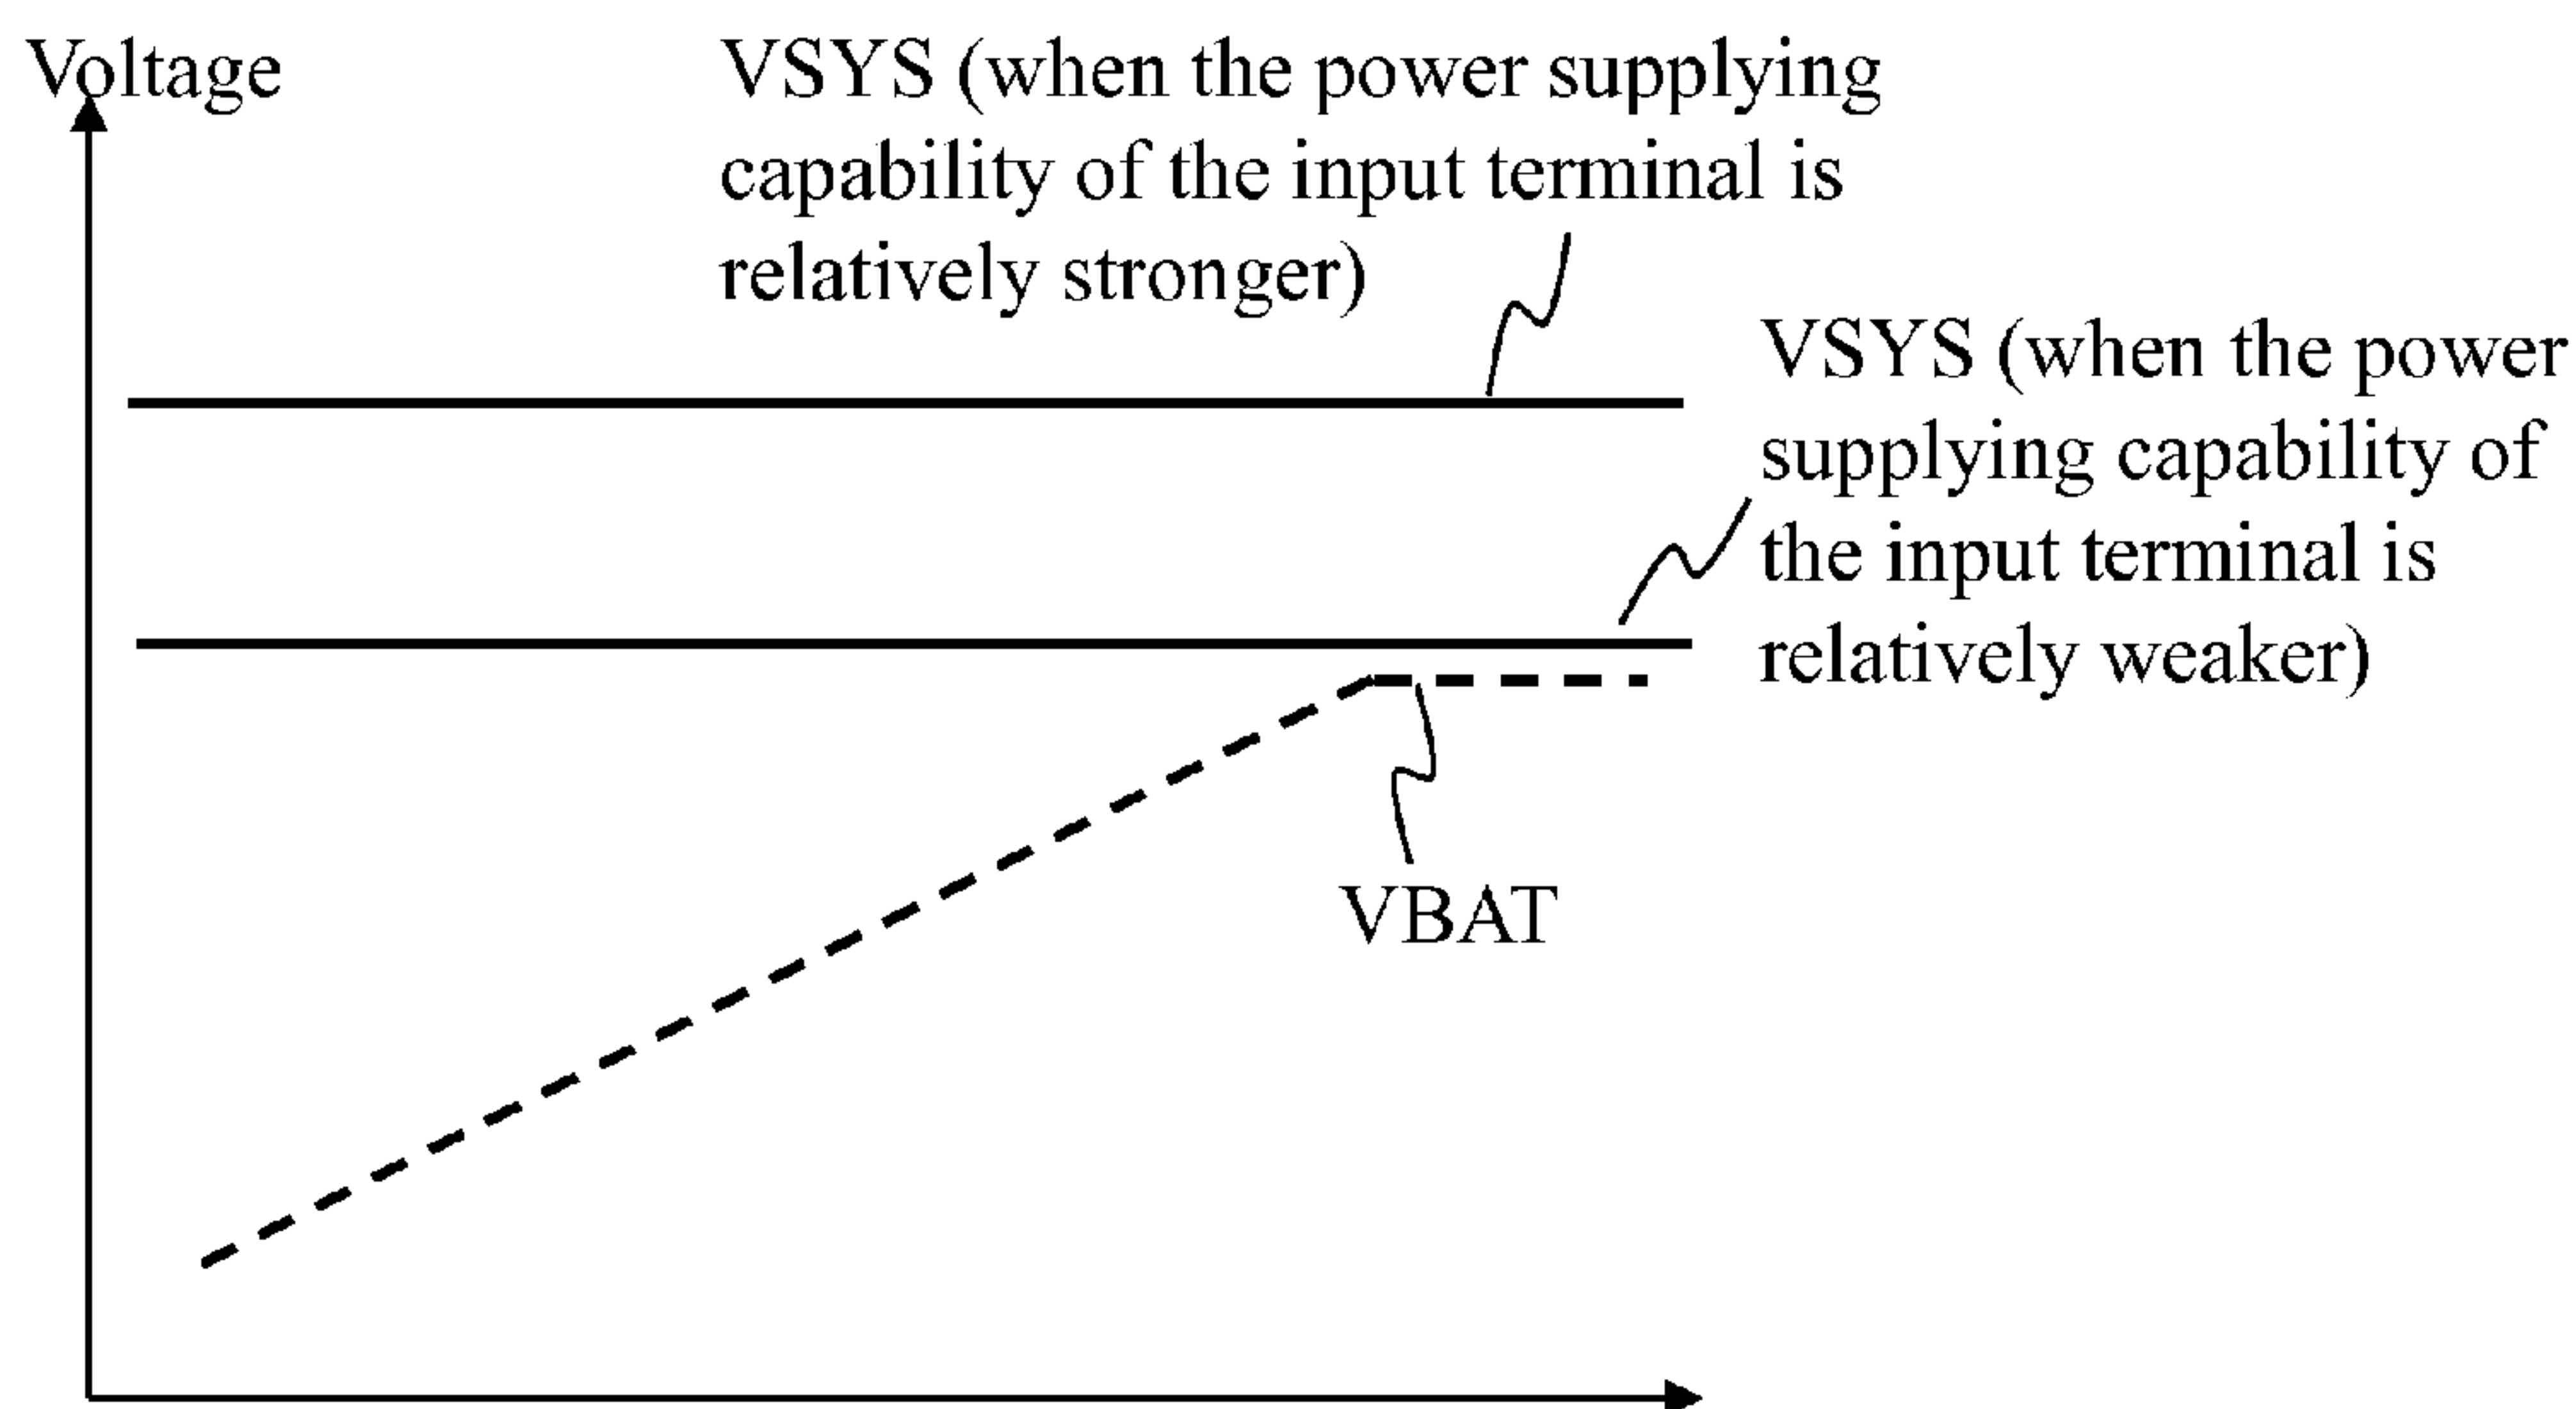 Voltage
VSYS (when the power supplying
capability of the input terminal is
relatively stronger)
VSYS (when the power
supplying capability of
the input terminal is
relatively weaker)
VBAT